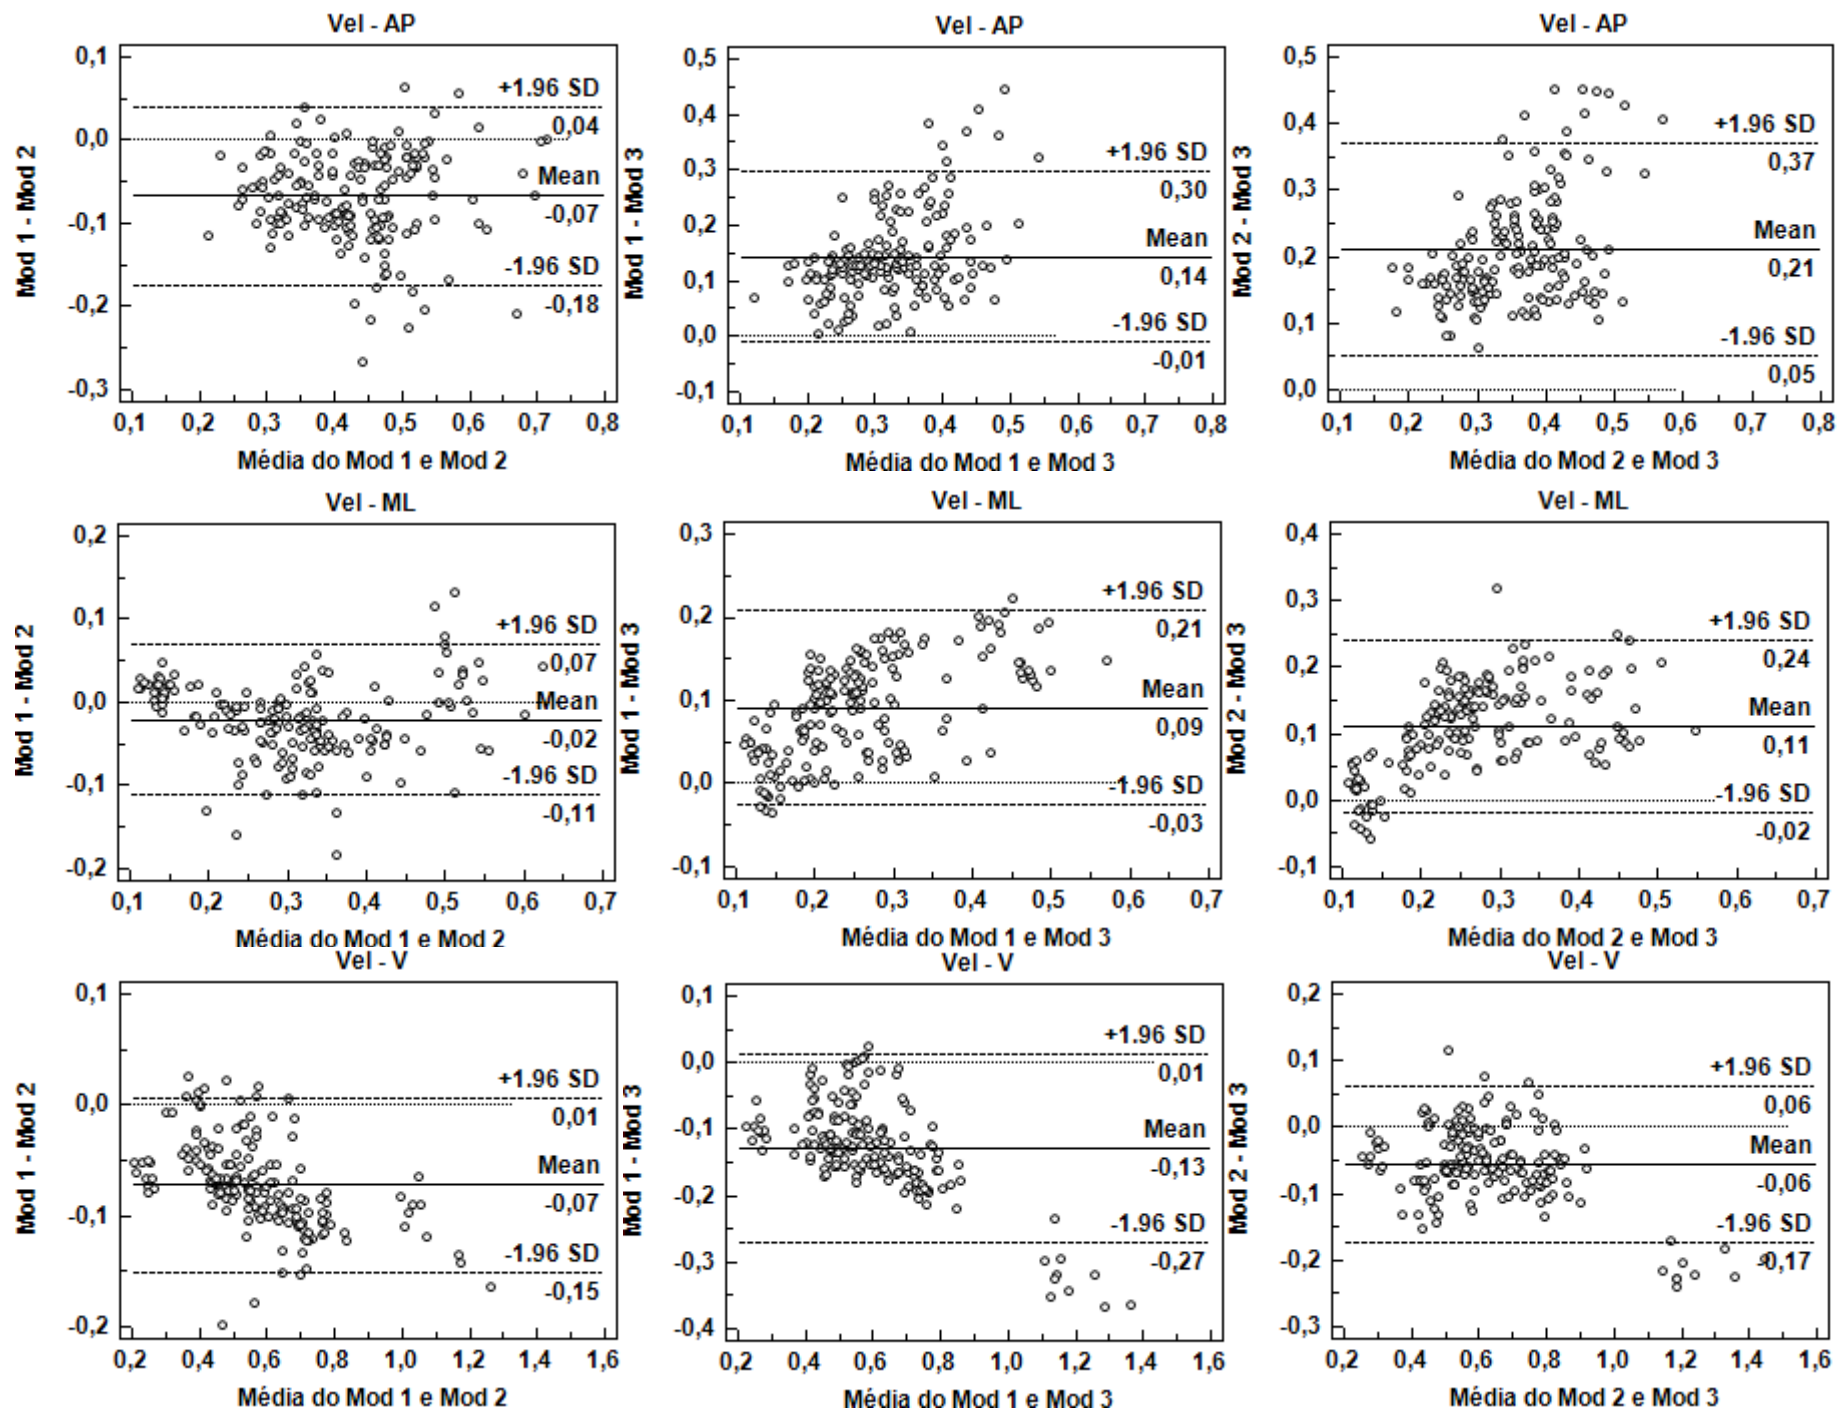 Vel - AP
Mod 1 - Mod 2
0,1
0,0
-0,1
-0,2
-0,3
+1.96 SD
0,04
Mean
-0,07
-1.96 SD
-0,18
0,1 0,2 0,3 0,4 0,5 0,6 0,7 0,8
Média do Mod 1 e Mod 2
Vel - AP
Mod 1 - Mod 3
0,5
0,4
0,3
0,2
0,1
0,0
-0,1
+1.96 SD
0,30
Mean
0,14
-1.96 SD
-0,01
0,1 0,2 0,3 0,4 0,5 0,6 0,7 0,8
Média do Mod 1 e Mod 3
Vel - AP
Mod 2 - Mod 3
0,5
0,4
0,3
0,2
0,1
0,0
+1.96 SD
0,37
Mean
0,21
-1.96 SD
0,05
0,1 0,2 0,3 0,4 0,5 0,6 0,7 0,8
Média do Mod 2 e Mod 3
Vel - ML
Mod 1 - Mod 2
0,2
0,1
0,0
-0,1
-0,2
+1.96 SD
0,07
Mean
-0,02
-1.96 SD
-0,11
0,1 0,2 0,3 0,4 0,5 0,6 0,7
Média do Mod 1 e Mod 2
Vel - ML
Mod 1 - Mod 3
0,3
0,2
0,1
0,0
-0,1
+1.96 SD
0,21
Mean
0,09
-1.96 SD
-0,03
0,1 0,2 0,3 0,4 0,5 0,6 0,7
Média do Mod 1 e Mod 3
Vel - ML
Mod 2 - Mod 3
0,4
0,3
0,2
0,1
0,0
-0,1
+1.96 SD
0,24
Mean
0,11
-1.96 SD
-0,02
0,1 0,2 0,3 0,4 0,5 0,6 0,7
Média do Mod 2 e Mod 3
Vel - V
Mod 1 - Mod 2
0,1
0,0
-0,1
-0,2
+1.96 SD
0,01
Mean
-0,07
-1.96 SD
-0,15
0,2 0,4 0,6 0,8 1,0 1,2 1,4 1,6
Média do Mod 1 e Mod 2
Vel - V
Mod 1 - Mod 3
0,1
0,0
-0,1
-0,2
-0,3
-0,4
+1.96 SD
0,01
Mean
-0,13
-1.96 SD
-0,27
0,2 0,4 0,6 0,8 1,0 1,2 1,4 1,6
Média do Mod 1 e Mod 3
Vel - V
Mod 2 - Mod 3
0,2
0,1
0,0
-0,1
-0,2
-0,3
+1.96 SD
0,06
Mean
-0,06
-1.96 SD
-0,17
0,2 0,4 0,6 0,8 1,0 1,2 1,4 1,6
Média do Mod 2 e Mod 3